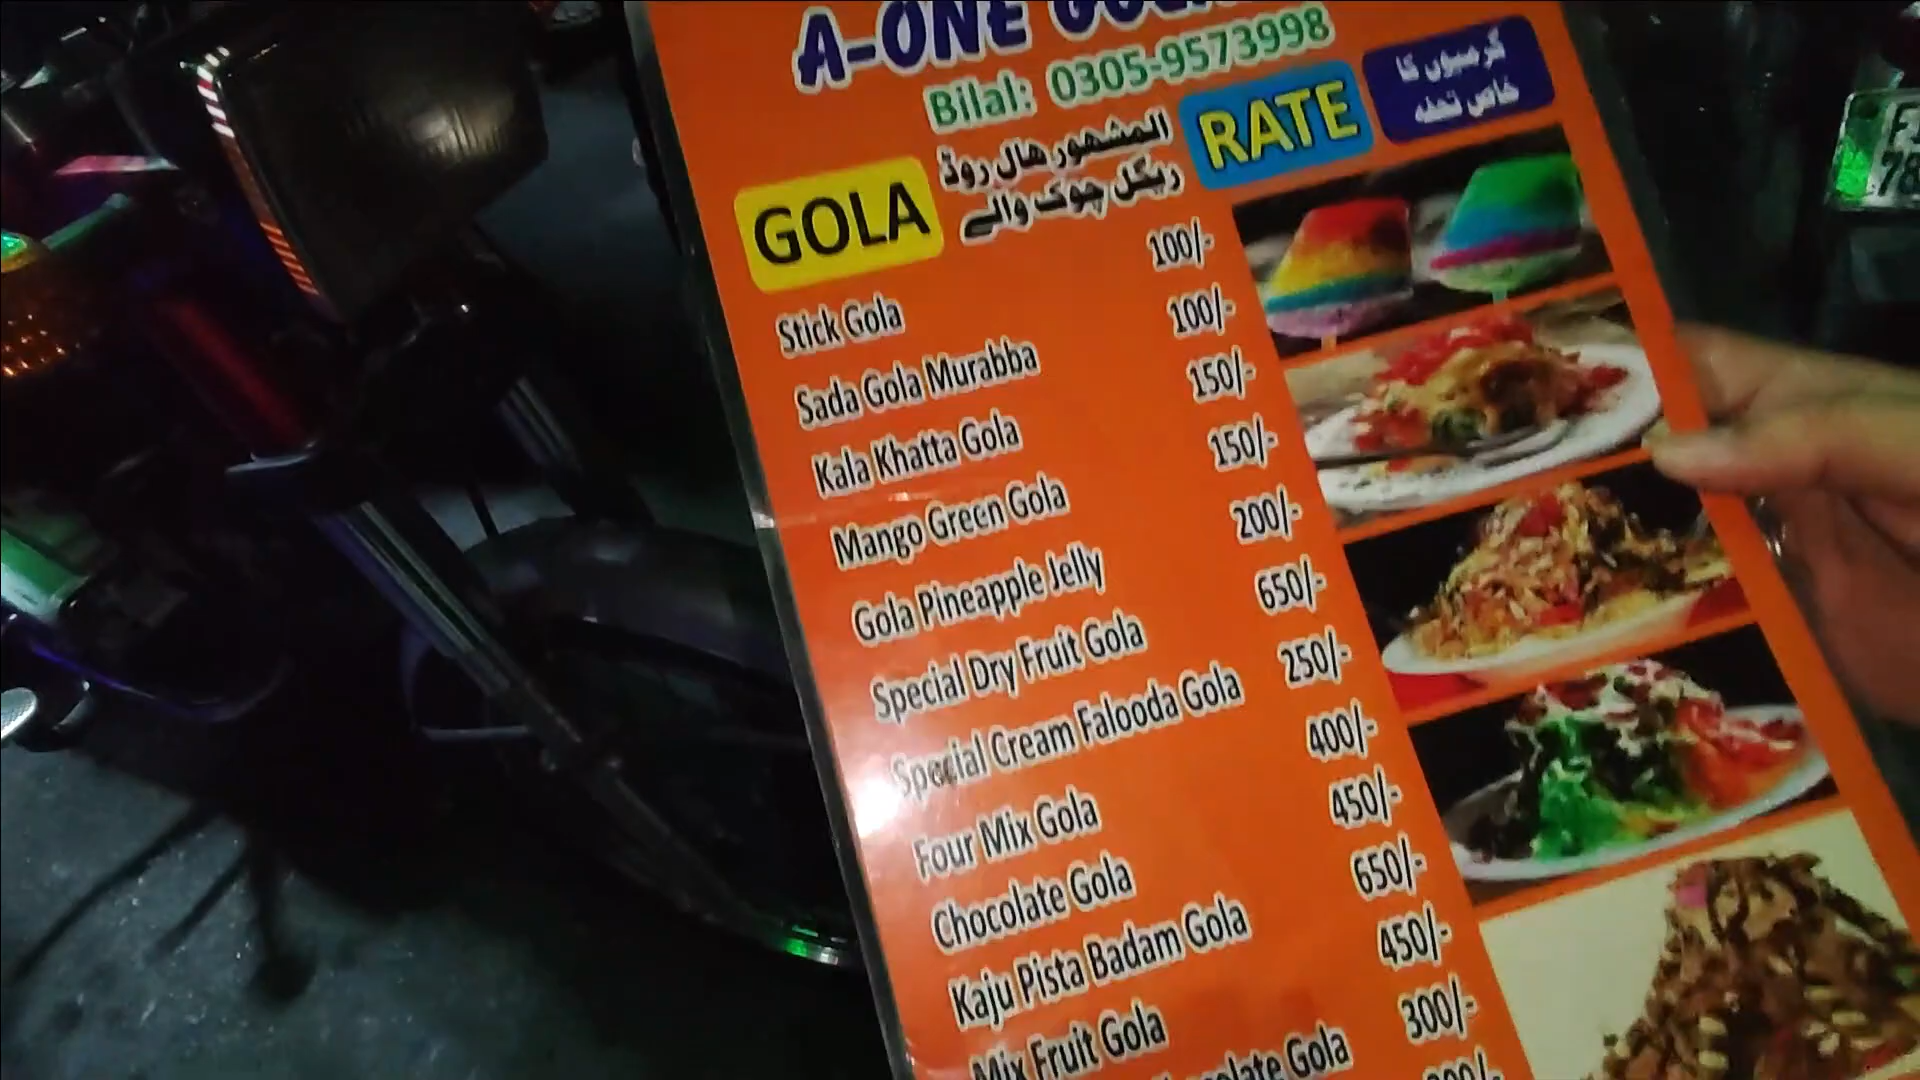 A-ONE
Bilal: 0305-9573998
گرمیوں کا
خاص تحفہ
المشہور ھال روڈ
ریگل چوک والے
GOLA
RATE
Stick Gola 100/-
Sada Gola Murabba 100/-
Kala Khatta Gola 150/-
Mango Green Gola 150/-
Gola Pineapple Jelly 200/-
Special Dry Fruit Gola 650/-
Special Cream Falooda Gola 250/-
Four Mix Gola 400/-
Chocolate Gola 450/-
Kaju Pista Badam Gola 650/-
Mix Fruit Gola 450/-
Gola 300/-
78